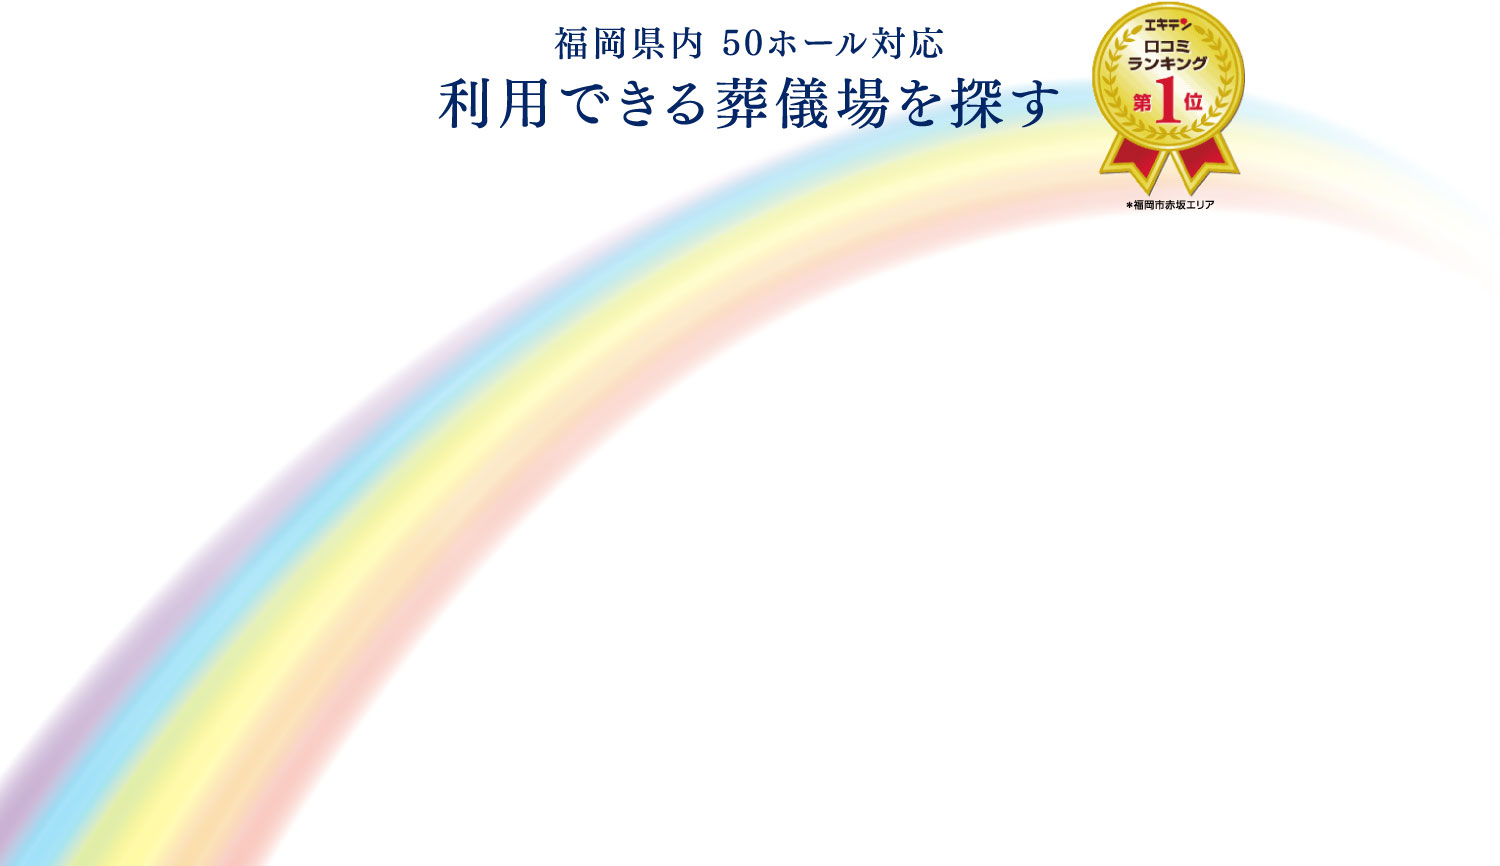 福岡県内 50ホール対応
利用できる葬儀場を探す
エキテン
口コミ
ランキング
第1位
*福岡市赤坂エリア